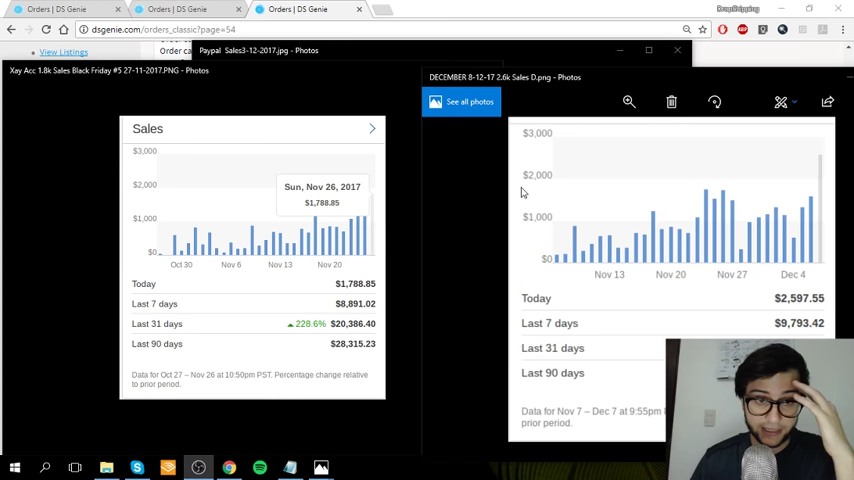 Orders | DS Genie
Orders | DS Genie
Orders | DS Genie
DropShipping
dsgenie.com/orders_classic?page=54
View Listings
Order ca
Paypal Sales3-12-2017.jpg - Photos
Xay Acc 1.8k Sales Black Friday #5 27-11-2017.PNG - Photos
Sales
$3,000
$2,000
$1,000
$0
Sun, Nov 26, 2017
$1,788.85
Oct 30
Nov 6
Nov 13
Nov 20
Today $1,788.85
Last 7 days $8,891.02
Last 31 days 228.6% $20,386.40
Last 90 days $28,315.23
Data for Oct 27 – Nov 26 at 10:50pm PST. Percentage change relative
to prior period.
DECEMBER 8-12-17 2.6k Sales D.png - Photos
See all photos
$3,000
$2,000
$1,000
$0
Nov 13
Nov 20
Nov 27
Dec 4
Today $2,597.55
Last 7 days $9,793.42
Last 31 days
Last 90 days
Data for Nov 7 – Dec 7 at 9:55pm
prior period.